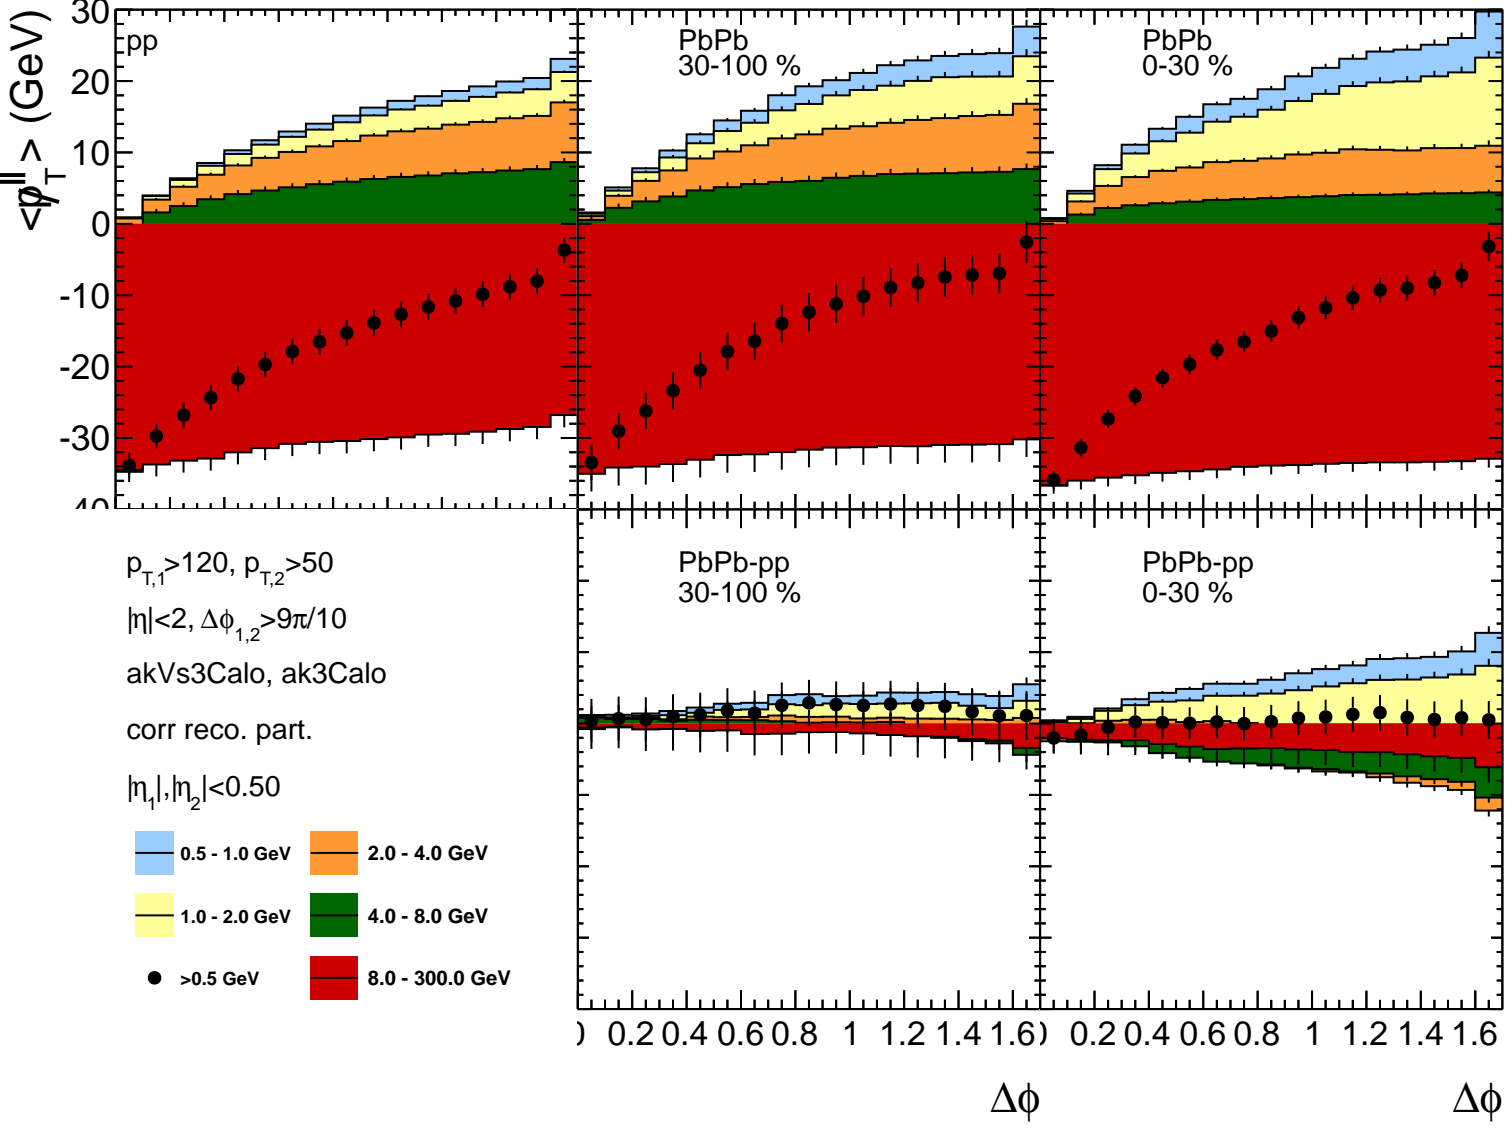 <p̸T||> (GeV)
30
20
10
0
-10
-20
-30
pp
PbPb
30-100 %
PbPb
0-30 %
pT,1>120, pT,2>50
|η|<2, Δϕ1,2>9π/10
akVs3Calo, ak3Calo
corr reco. part.
|η1|,|η2|<0.50
0.5 - 1.0 GeV
2.0 - 4.0 GeV
1.0 - 2.0 GeV
4.0 - 8.0 GeV
>0.5 GeV
8.0 - 300.0 GeV
PbPb-pp
30-100 %
PbPb-pp
0-30 %
0.2 0.4 0.6 0.8 1 1.2 1.4 1.6
0.2 0.4 0.6 0.8 1 1.2 1.4 1.6
Δϕ
Δϕ